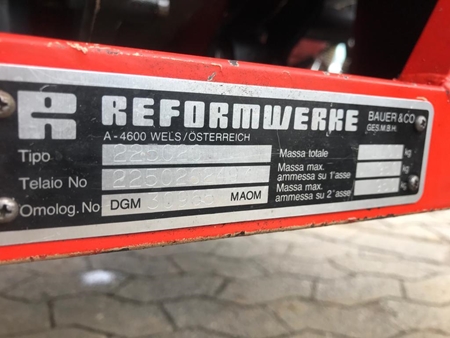 R REFORMWERKE BAUER & CO
GES.M.B.H.
A-4600 WELS/ÖSTERREICH
Tipo Massa totale kg
Telaio No Massa max. ammessa su 1° asse
Omolog. No DGM MAOM Massa max. ammessa su 2° asse